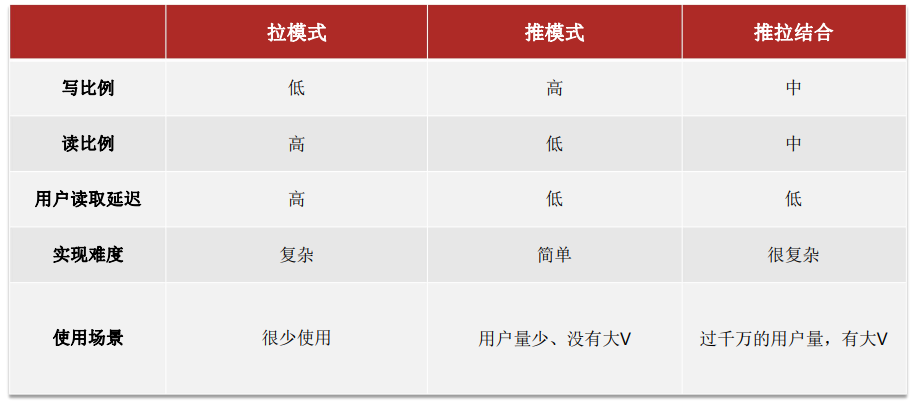 拉模式 推模式 推拉结合
写比例 低 高 中
读比例 高 低 中
用户读取延迟 高 低 低
实现难度 复杂 简单 很复杂
使用场景 很少使用 用户量少、没有大V 过千万的用户量，有大V